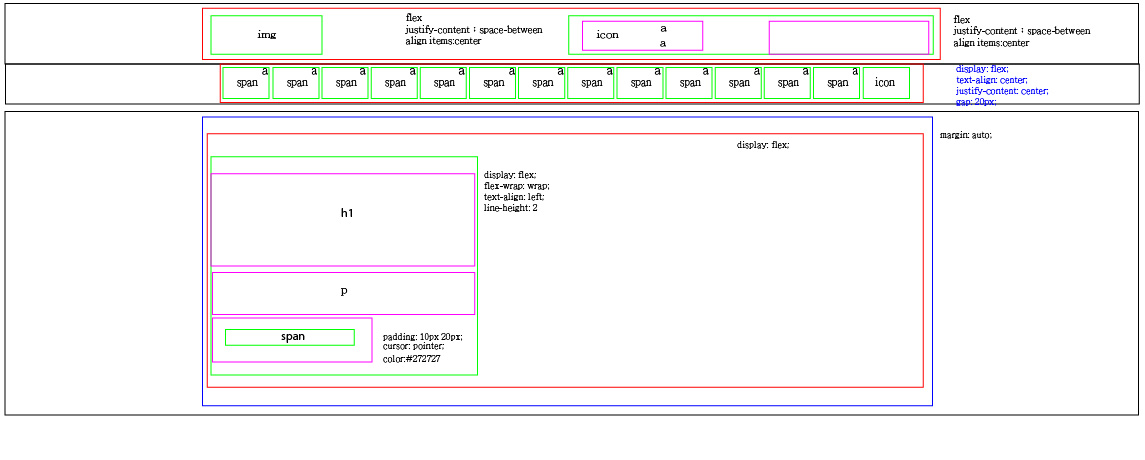 flex
justify-content : space-between
align items:center
img
icon
a
a
flex
justify-content : space-between
align items:center
a a a a a a a a a a a a a
span span span span span span span span span span span span span icon
display: flex;
text-align: center;
justify-content: center;
gap: 20px;
margin: auto;
display: flex;
display: flex;
flex-wrap: wrap;
text-align: left;
line-height: 2
h1
p
span
padding: 10px 20px;
cursor: pointer;
color:#272727